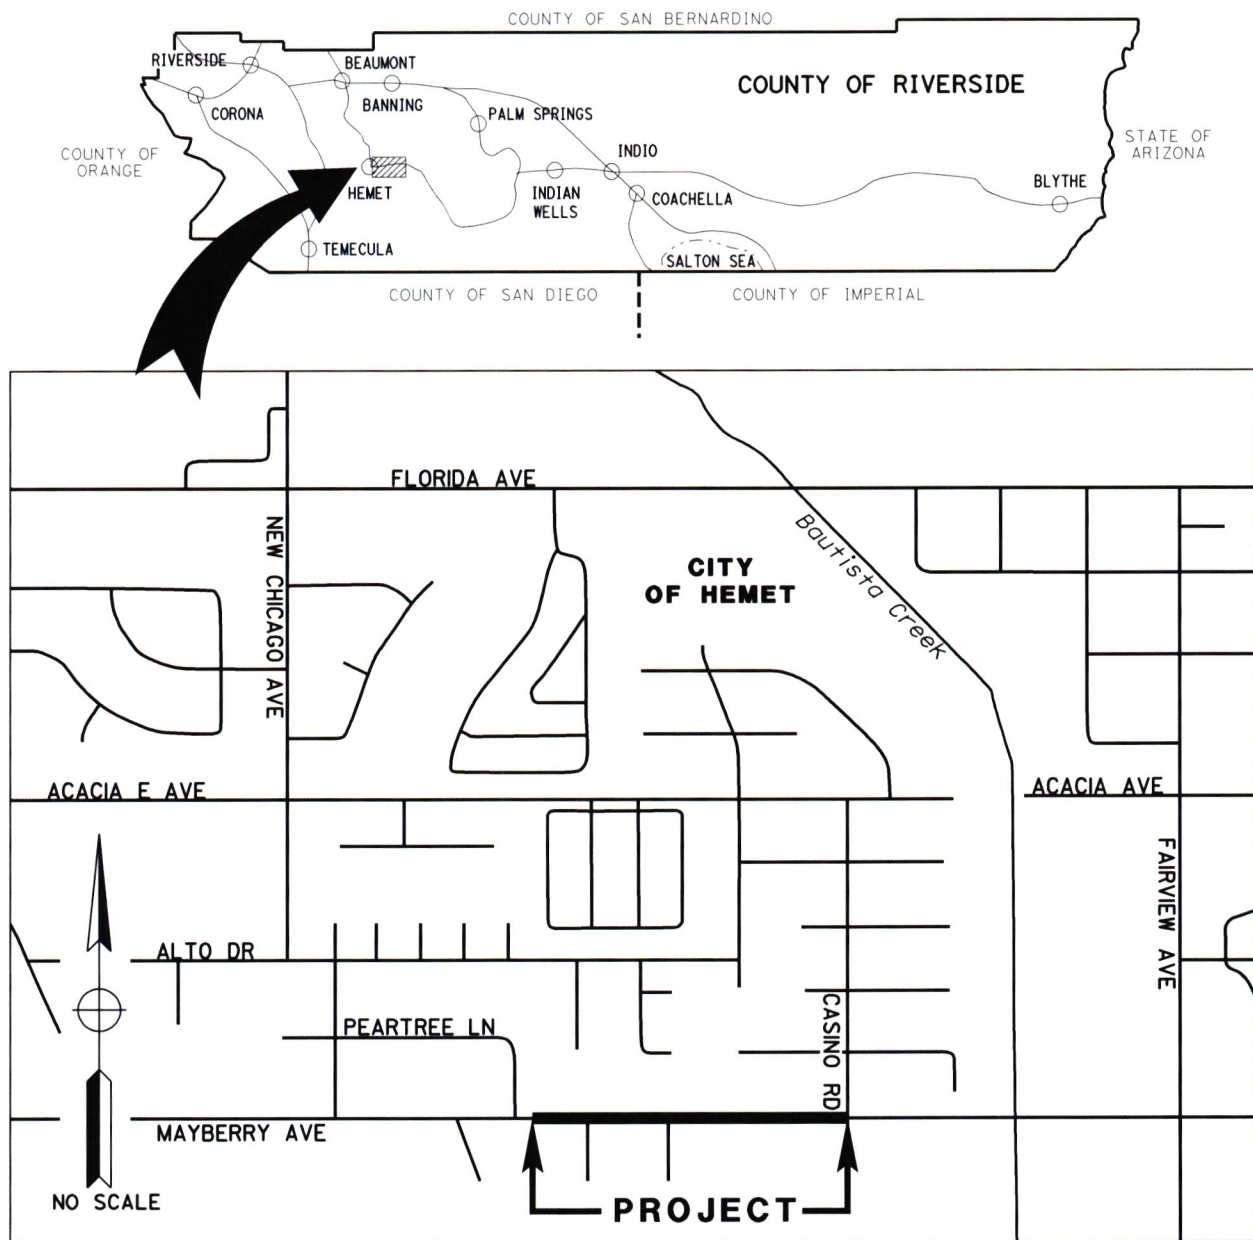 COUNTY OF SAN BERNARDINO
RIVERSIDE
BEAUMONT
COUNTY OF RIVERSIDE
CORONA
BANNING
PALM SPRINGS
COUNTY OF
ORANGE
STATE OF
ARIZONA
INDIO
HEMET
INDIAN
WELLS
COACHELLA
BLYTHE
TEMECULA
SALTON SEA
COUNTY OF SAN DIEGO
COUNTY OF IMPERIAL
FLORIDA AVE
NEW CHICAGO AVE
CITY
OF HEMET
Bautista Creek
ACACIA E AVE
ACACIA AVE
FAIRVIEW AVE
ALTO DR
CASINO RD
PEARTREE LN
MAYBERRY AVE
NO SCALE
PROJECT